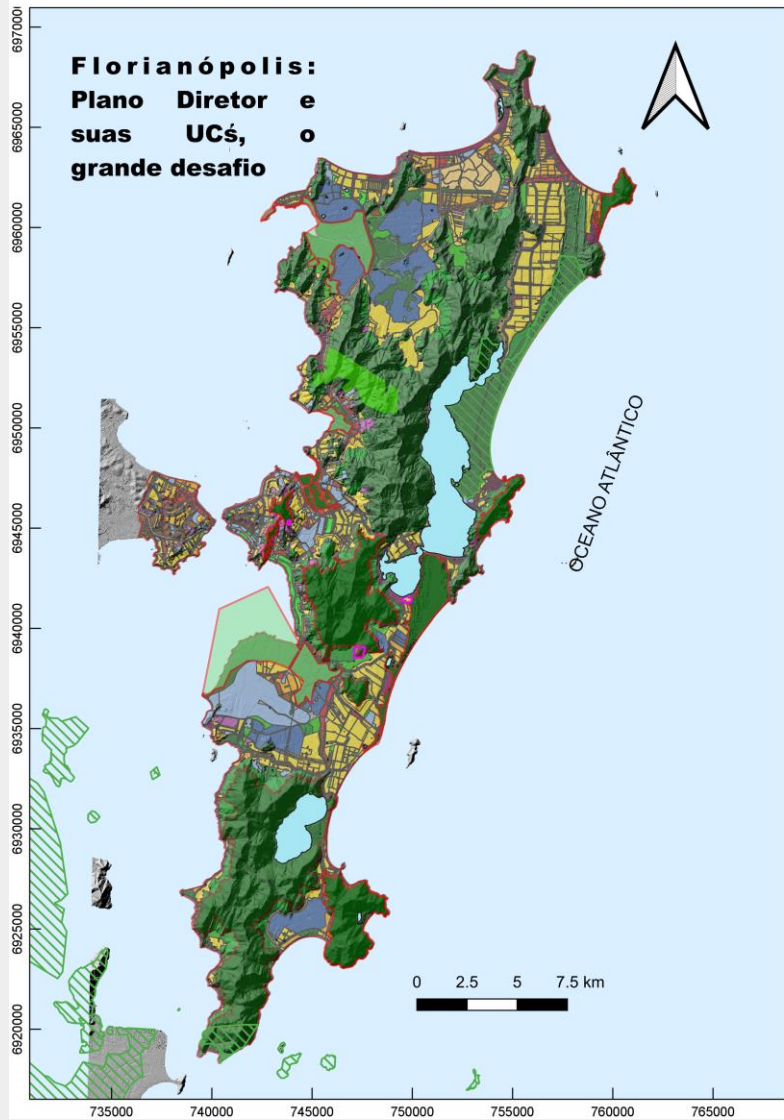 Florianópolis:
Plano Diretor e
suas UCś, o
grande desafio
6970000
6965000
6960000
6955000
6950000
6945000
6940000
6935000
6930000
6925000
6920000
OCEANO ATLÂNTICO
0 2.5 5 7.5 km
735000 740000 745000 750000 755000 760000 765000